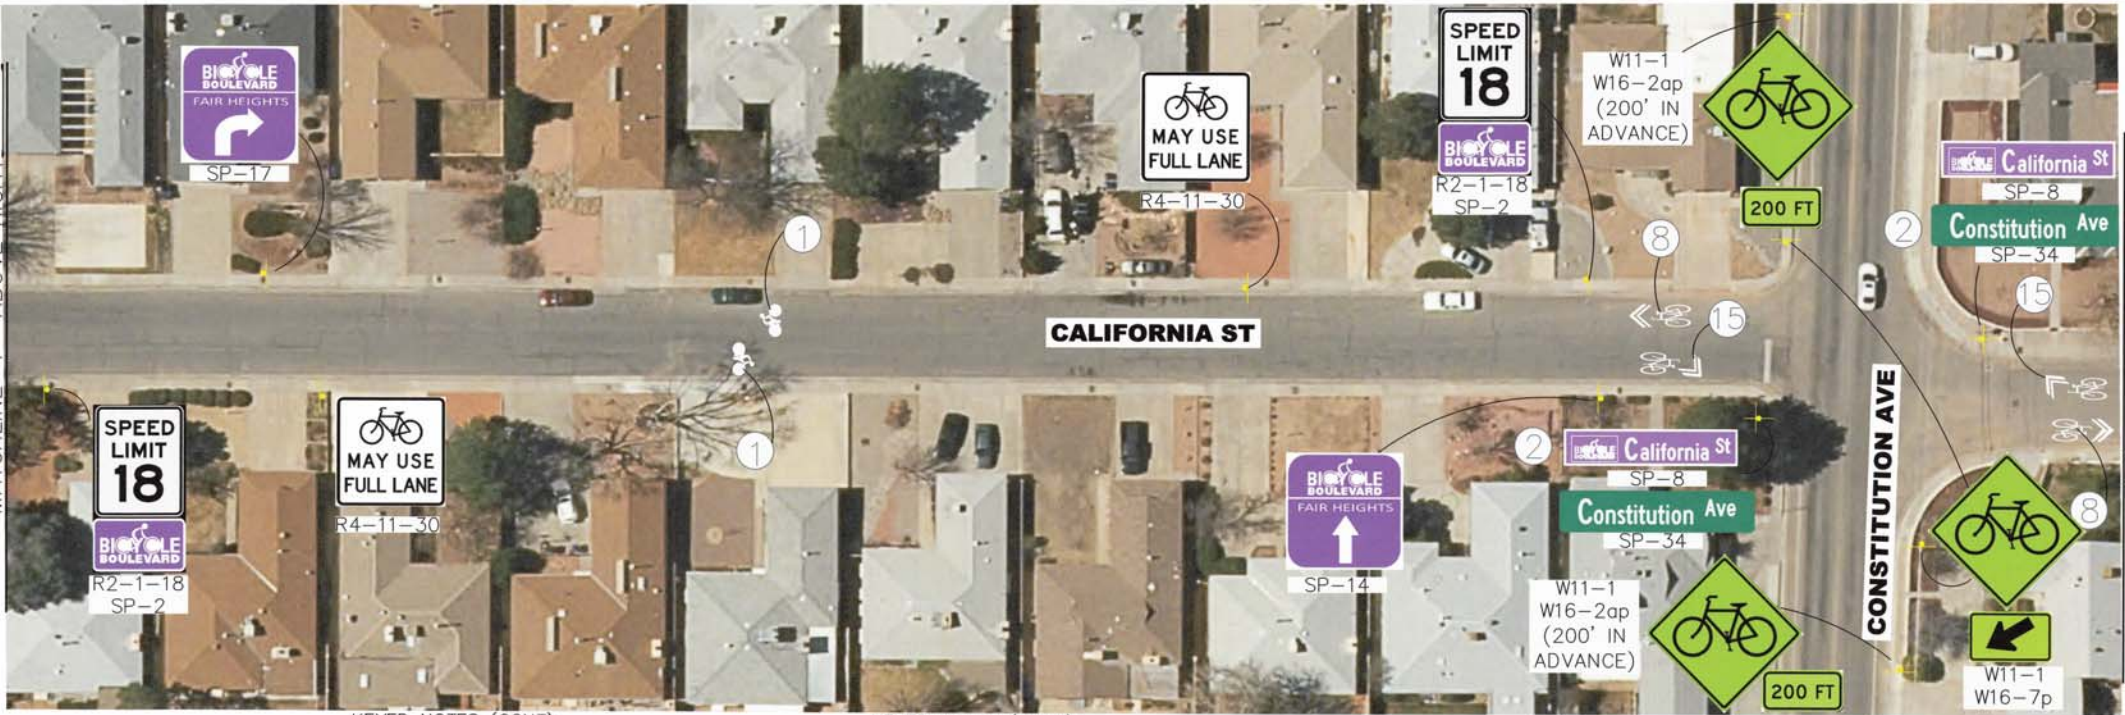 BICYCLE
BOULEVARD
FAIR HEIGHTS
SP-17
MAY USE
FULL LANE
R4-11-30
SPEED
LIMIT
18
BICYCLE
BOULEVARD
R2-1-18
SP-2
W11-1
W16-2ap
(200' IN
ADVANCE)
200 FT
BICYCLE BOULEVARD California St
SP-8
2
Constitution Ave
SP-34
15
1
8
15
CALIFORNIA ST
CONSTITUTION AVE
SPEED
LIMIT
18
BICYCLE
BOULEVARD
R2-1-18
SP-2
MAY USE
FULL LANE
R4-11-30
1
BICYCLE
BOULEVARD
FAIR HEIGHTS
SP-14
2
BICYCLE BOULEVARD California St
SP-8
Constitution Ave
SP-34
W11-1
W16-2ap
(200' IN
ADVANCE)
200 FT
8
W11-1
W16-7p